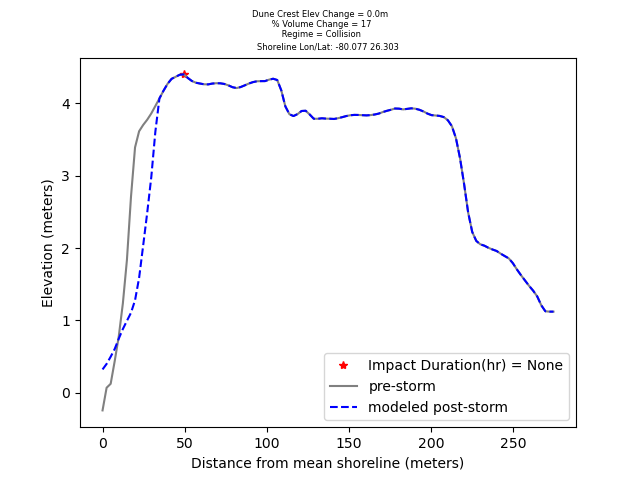 Dune Crest Elev Change = 0.0m
% Volume Change = 17
Regime = Collision
Shoreline Lon/Lat: -80.077 26.303
4
3
2
1
0
Elevation (meters)
Impact Duration(hr) = None
pre-storm
modeled post-storm
0 50 100 150 200 250
Distance from mean shoreline (meters)